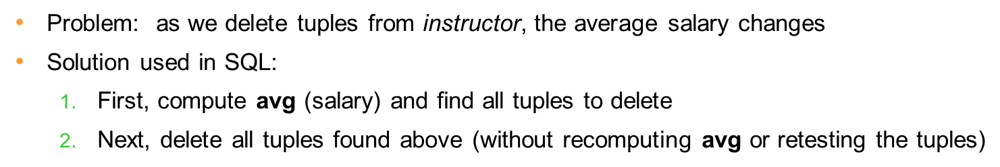 • Problem: as we delete tuples from instructor, the average salary changes
• Solution used in SQL:
1. First, compute avg (salary) and find all tuples to delete
2. Next, delete all tuples found above (without recomputing avg or retesting the tuples)